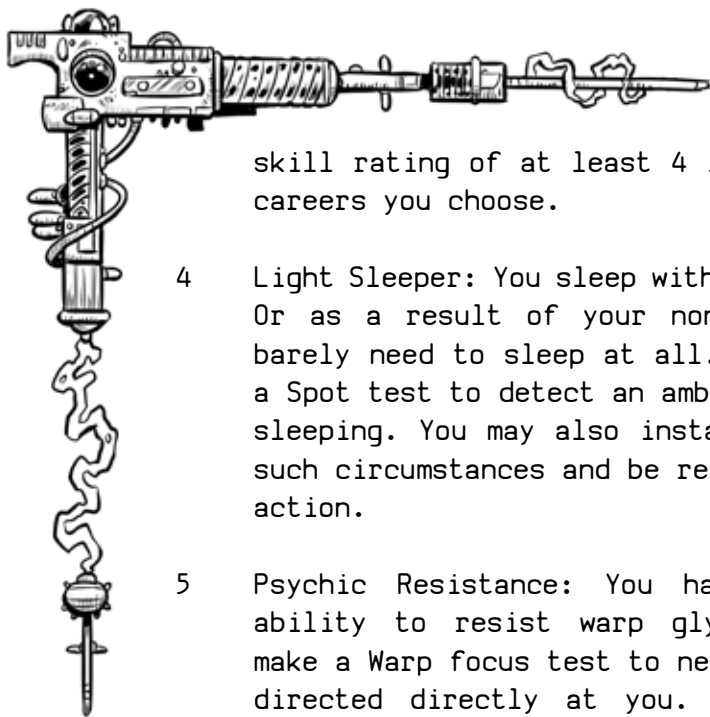 skill rating of at least 4
careers you choose.
4 Light Sleeper: You sleep with
Or as a result of your
barely need to sleep at all.
a Spot test to detect an
sleeping. You may also
such circumstances and be
action.
5 Psychic Resistance: You
ability to resist warp
make a Warp focus test to
directed directly at you.